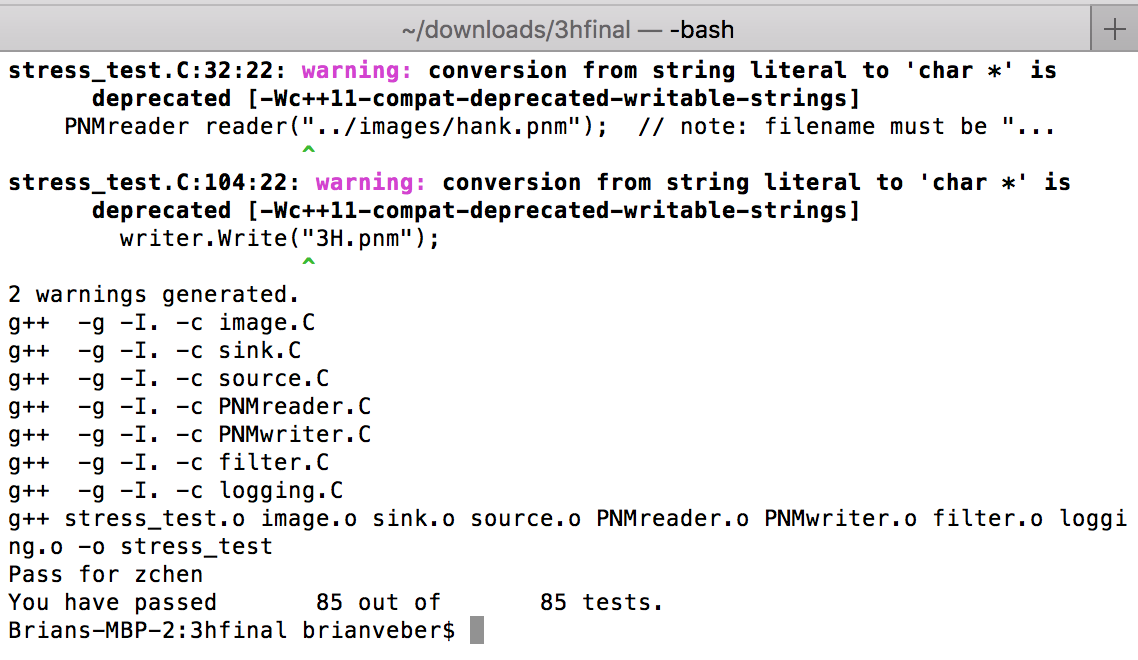 ~/downloads/3hfinal — -bash
stress_test.C:32:22: warning: conversion from string literal to 'char *' is
      deprecated [-Wc++11-compat-deprecated-writable-strings]
    PNMreader reader("../images/hank.pnm");  // note: filename must be "...
                     ^
stress_test.C:104:22: warning: conversion from string literal to 'char *' is
      deprecated [-Wc++11-compat-deprecated-writable-strings]
        writer.Write("3H.pnm");
                     ^
2 warnings generated.
g++  -g -I. -c image.C
g++  -g -I. -c sink.C
g++  -g -I. -c source.C
g++  -g -I. -c PNMreader.C
g++  -g -I. -c PNMwriter.C
g++  -g -I. -c filter.C
g++  -g -I. -c logging.C
g++ stress_test.o image.o sink.o source.o PNMreader.o PNMwriter.o filter.o loggi
ng.o -o stress_test
Pass for zchen
You have passed       85 out of       85 tests.
Brians-MBP-2:3hfinal brianveber$